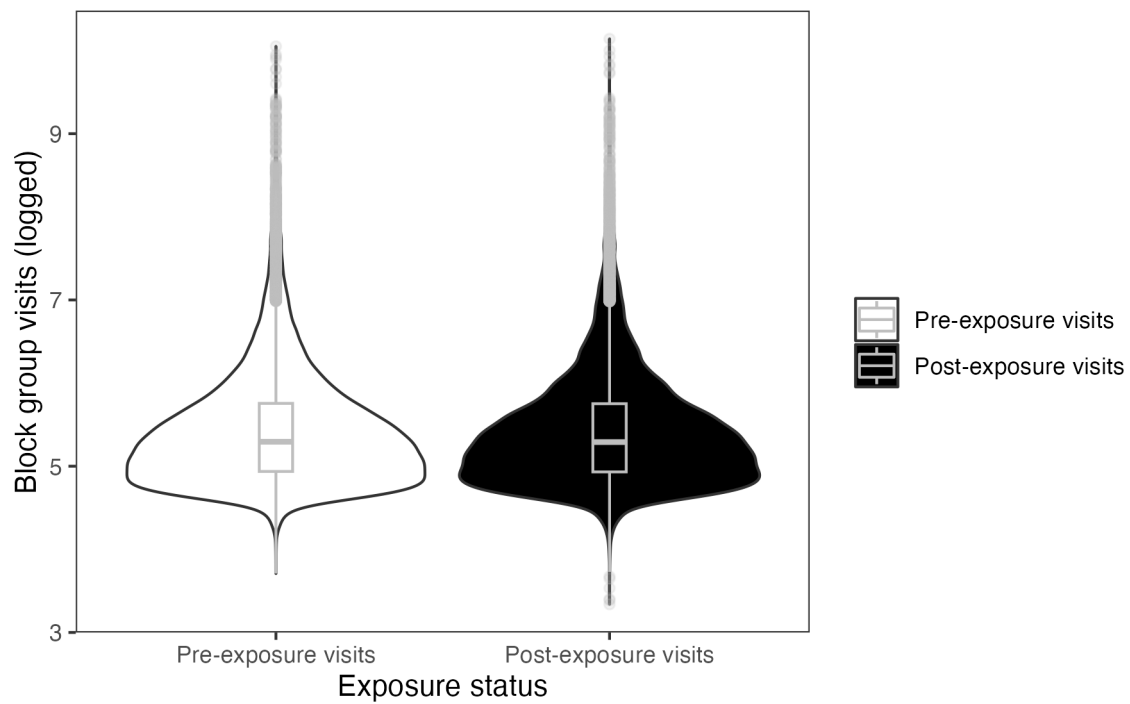 Block group visits (logged)
9
7
5
3
Pre-exposure visits
Post-exposure visits
Exposure status
Pre-exposure visits
Post-exposure visits